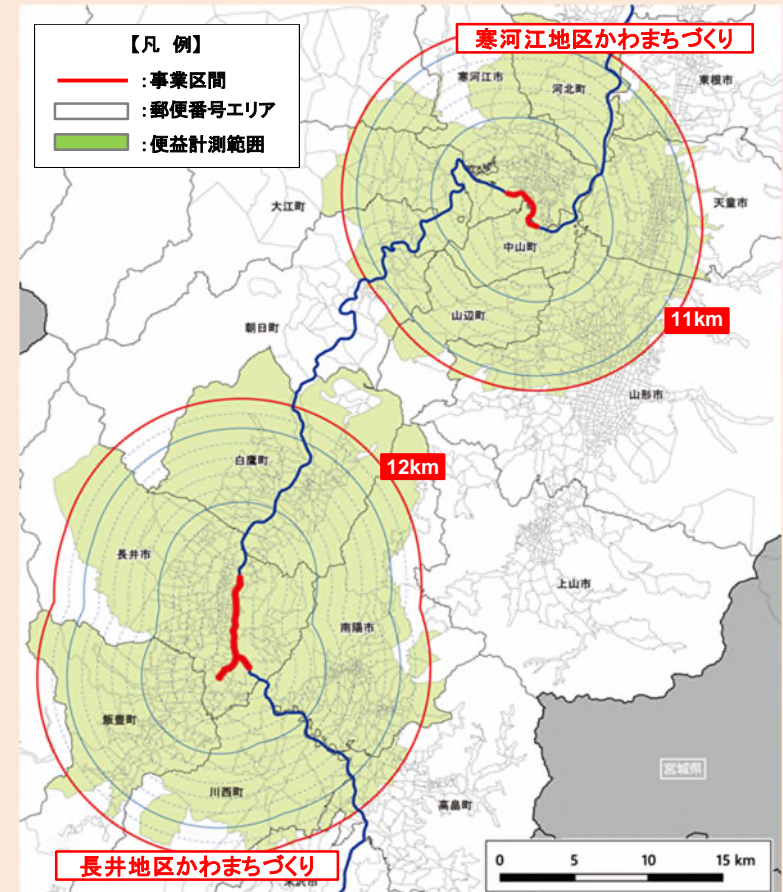 【凡 例】
：事業区間
：郵便番号エリア
：便益計測範囲
寒河江地区かわまちづくり
寒河江市
河北町
東根市
大江町
天童市
中山町
山辺町
朝日町
11km
山形市
白鷹町
12km
長井市
上山市
南陽市
飯豊町
宮城県
川西町
高畠町
長井地区かわまちづくり
0 5 10 15 km